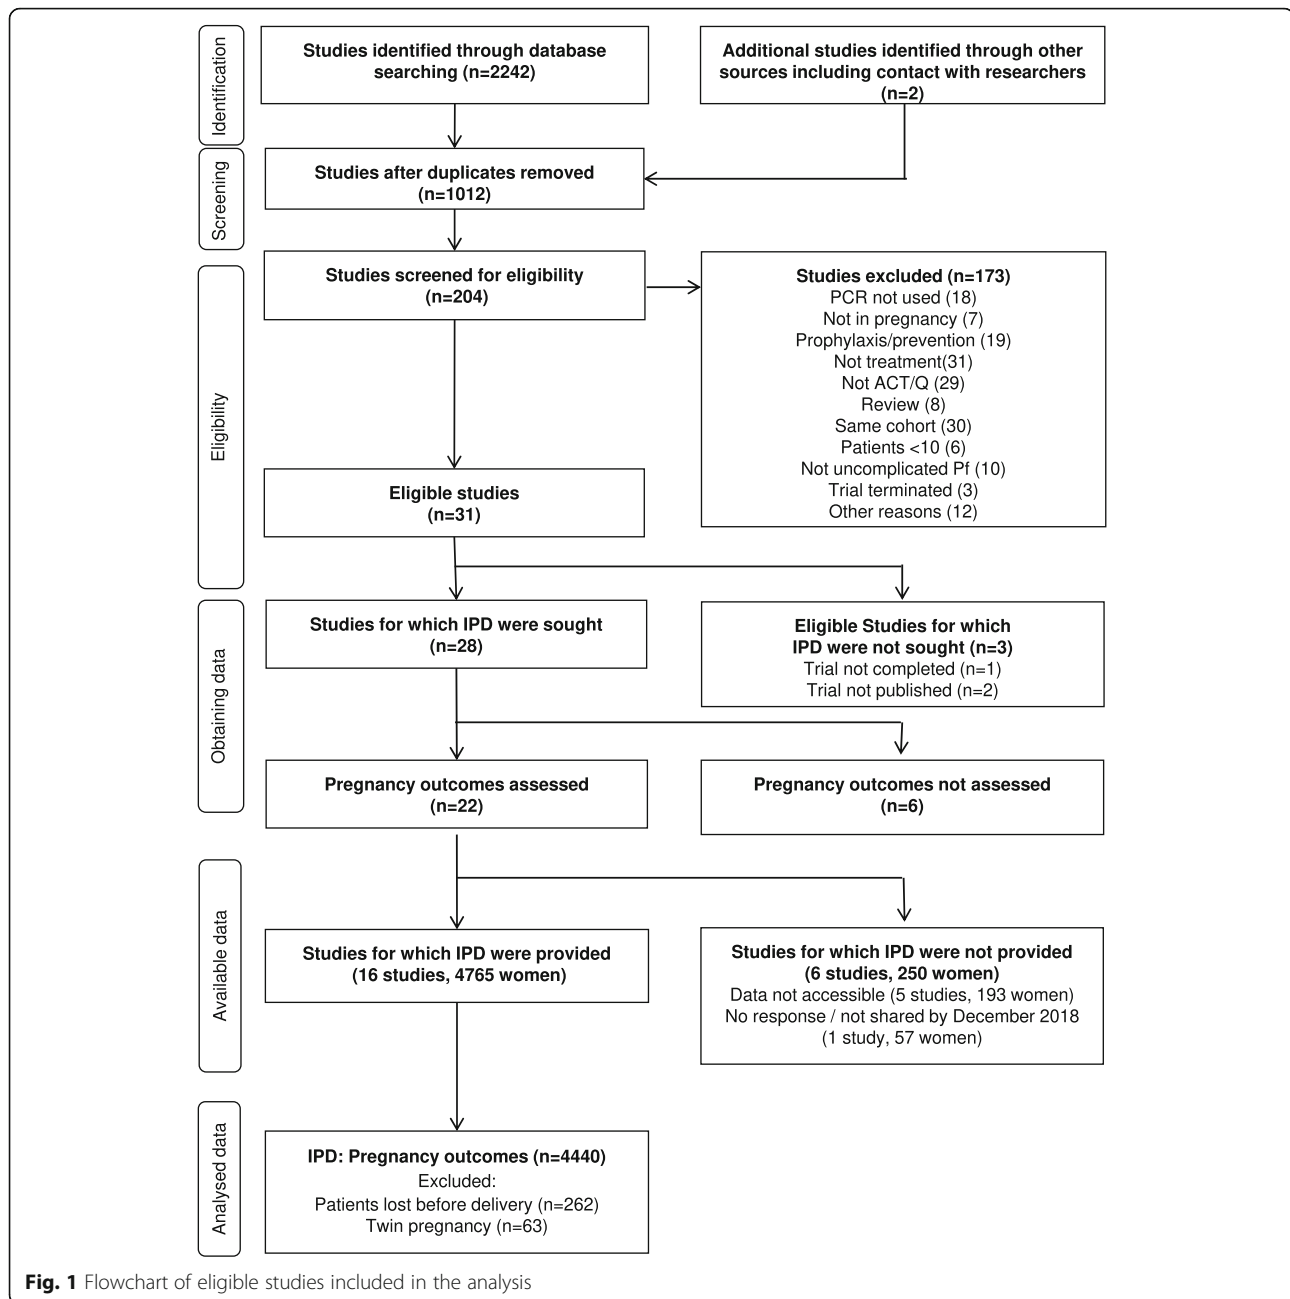 Identification
Studies identified through database
searching (n=2242)
Additional studies identified through other
sources including contact with researchers
(n=2)
Screening
Studies after duplicates removed
(n=1012)
Eligibility
Studies screened for eligibility
(n=204)
Studies excluded (n=173)
PCR not used (18)
Not in pregnancy (7)
Prophylaxis/prevention (19)
Not treatment(31)
Not ACT/Q (29)
Review (8)
Same cohort (30)
Patients <10 (6)
Not uncomplicated Pf (10)
Trial terminated (3)
Other reasons (12)
Eligible studies
(n=31)
Obtaining data
Studies for which IPD were sought
(n=28)
Eligible Studies for which
IPD were not sought (n=3)
Trial not completed (n=1)
Trial not published (n=2)
Pregnancy outcomes assessed
(n=22)
Pregnancy outcomes not assessed
(n=6)
Available data
Studies for which IPD were provided
(16 studies, 4765 women)
Studies for which IPD were not provided
(6 studies, 250 women)
Data not accessible (5 studies, 193 women)
No response / not shared by December 2018
(1 study, 57 women)
Analysed data
IPD: Pregnancy outcomes (n=4440)
Excluded:
Patients lost before delivery (n=262)
Twin pregnancy (n=63)
Fig. 1 Flowchart of eligible studies included in the analysis